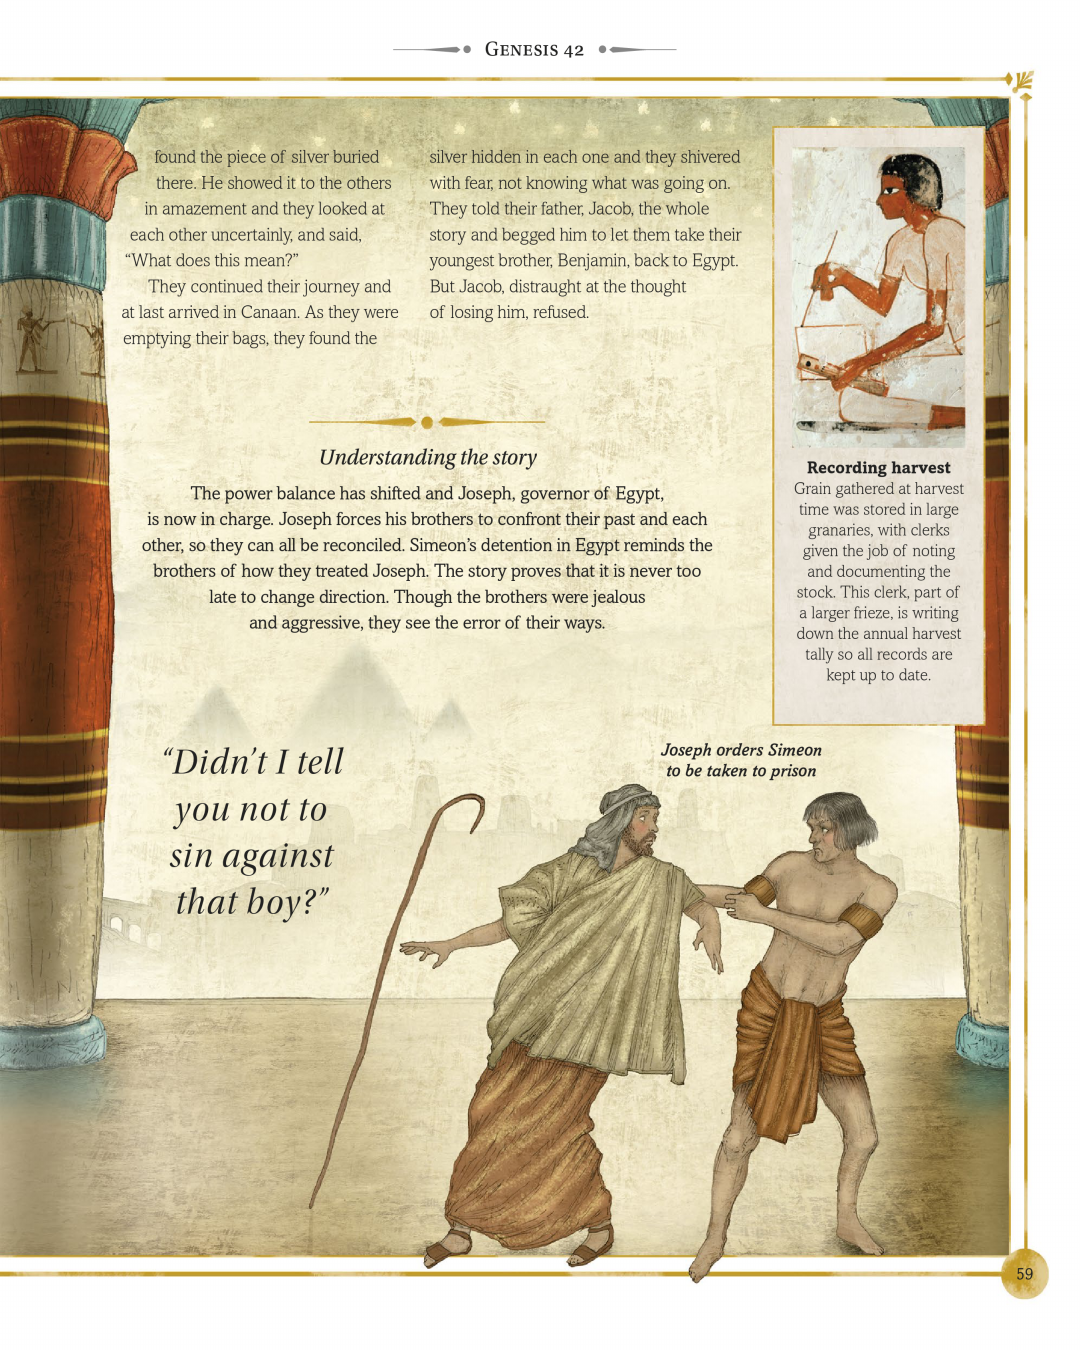 GENESIS 42
found the piece of silver buried
there. He showed it to the others
in amazement and they looked at
each other uncertainly, and said,
“What does this mean?”
They continued their journey and
at last arrived in Canaan. As they were
emptying their bags, they found the
silver hidden in each one and they shivered
with fear, not knowing what was going on.
They told their father, Jacob, the whole
story and begged him to let them take their
youngest brother, Benjamin, back to Egypt.
But Jacob, distraught at the thought
of losing him, refused.
Understanding the story
The power balance has shifted and Joseph, governor of Egypt,
is now in charge. Joseph forces his brothers to confront their past and each
other, so they can all be reconciled. Simeon’s detention in Egypt reminds the
brothers of how they treated Joseph. The story proves that it is never too
late to change direction. Though the brothers were jealous
and aggressive, they see the error of their ways.
Recording harvest
Grain gathered at harvest
time was stored in large
granaries, with clerks
given the job of noting
and documenting the
stock. This clerk, part of
a larger frieze, is writing
down the annual harvest
tally so all records are
kept up to date.
“Didn’t I tell
you not to
sin against
that boy?”
Joseph orders Simeon
to be taken to prison
59